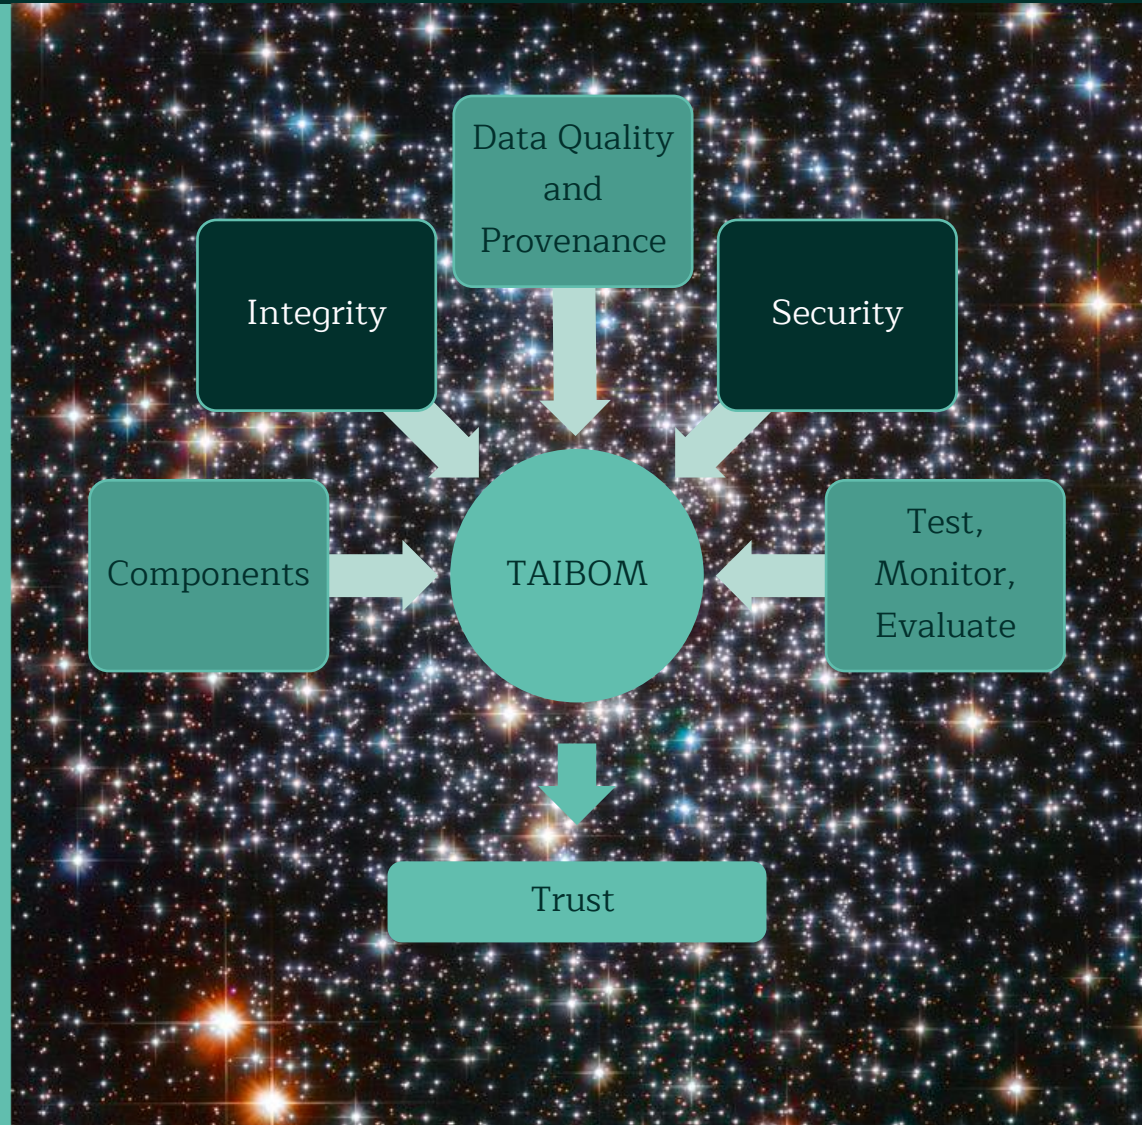 Data Quality
and
Provenance
Integrity
Security
Components
TAIBOM
Test,
Monitor,
Evaluate
Trust